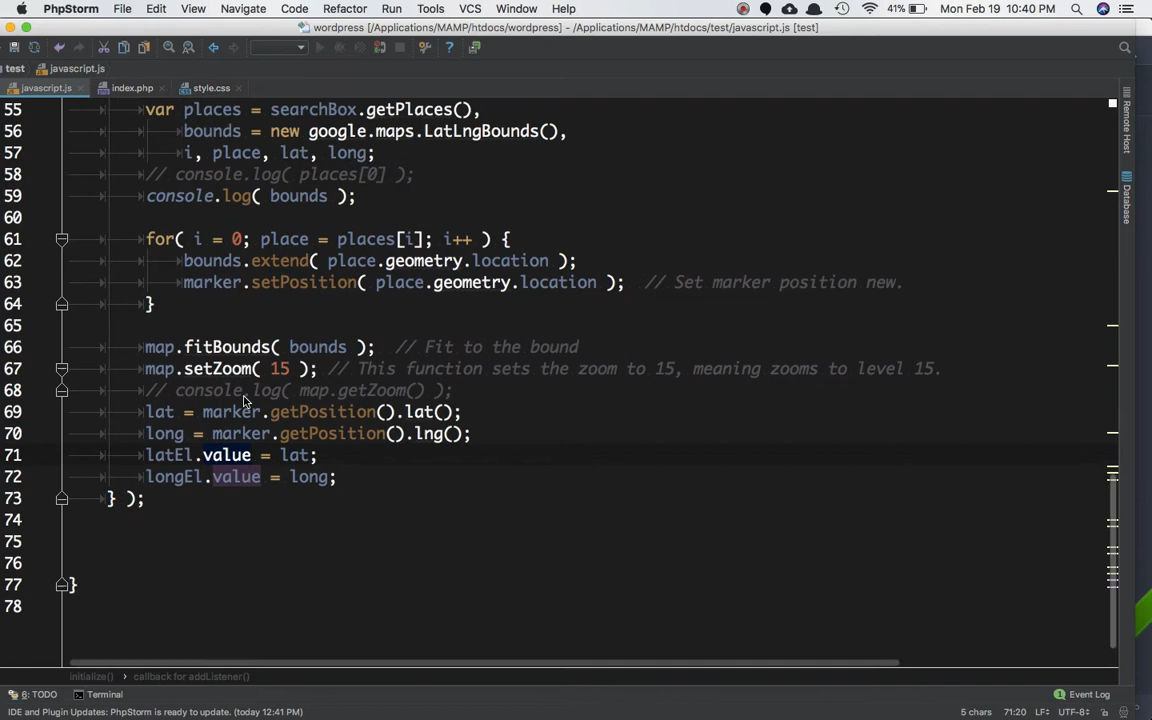 PhpStorm File Edit View Navigate Code Refactor Run Tools VCS Window Help 41% Mon Feb 19 10:40 PM
wordpress [/Applications/MAMP/htdocs/wordpress] - /Applications/MAMP/htdocs/test/javascript.js [test]
test javascript.js
javascript.js index.php style.css
55 var places = searchBox.getPlaces(),
56 bounds = new google.maps.LatLngBounds(),
57 i, place, lat, long;
58 // console.log( places[0] );
59 console.log( bounds );
60
61 for( i = 0; place = places[i]; i++ ) {
62 bounds.extend( place.geometry.location );
63 marker.setPosition( place.geometry.location ); // Set marker position new.
64 }
65
66 map.fitBounds( bounds ); // Fit to the bound
67 map.setZoom( 15 ); // This function sets the zoom to 15, meaning zooms to level 15.
68 // console.log( map.getZoom() );
69 lat = marker.getPosition().lat();
70 long = marker.getPosition().lng();
71 latEl.value = lat;
72 longEl.value = long;
73 } );
74
75
76
77 }
78
Remote Host
Database
initialize() › callback for addListener()
6: TODO Terminal 1 Event Log
IDE and Plugin Updates: PhpStorm is ready to update. (today 12:41 PM) 5 chars 71:20 LF÷ UTF-8÷